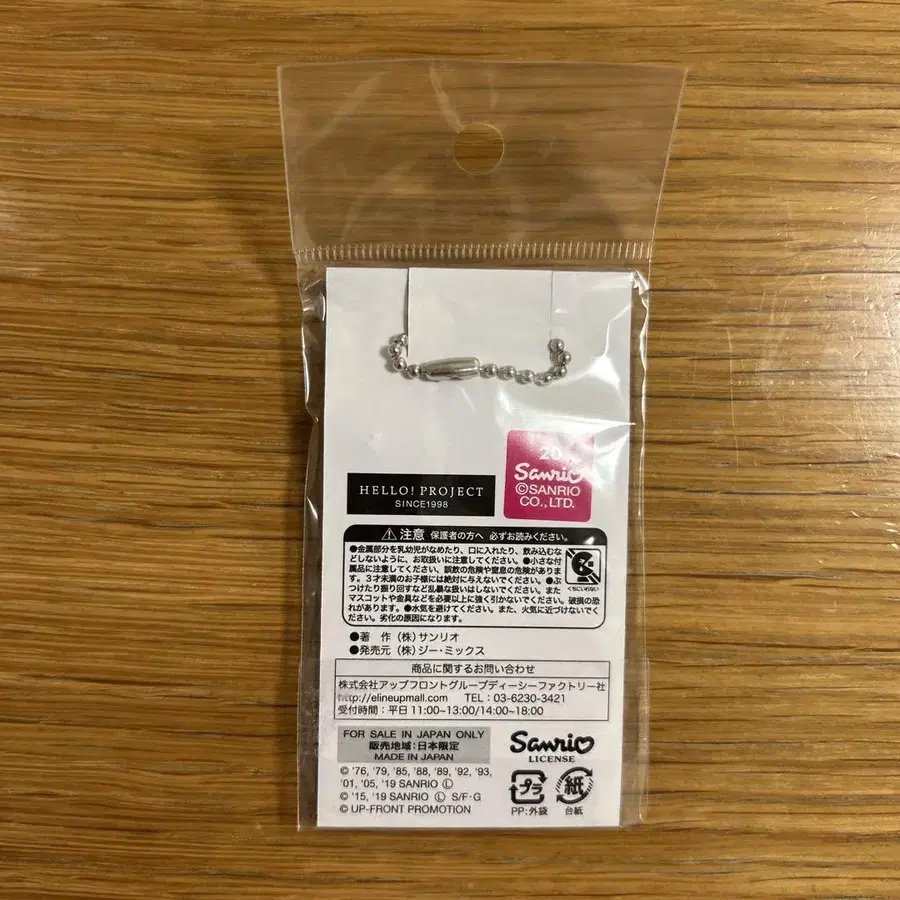 HELLO! PROJECT
SINCE1998
20
Sanrio
©SANRIO
CO.,LTD.
⚠注意 保護者の方へ 必ずお読みください。
●金属部分を乳幼児がなめたり、口に入れたり、飲み込むな
どしないように、お取扱いに注意してください。●小さな付
属品に注意してください、誤飲の危険や窒息の危険がありま
す。3才未満のお子様には絶対に与えないでください。●ぶ
つけたり振り回すなど乱暴な扱いはしないでください。また
マスコットや金具などを必要以上に強く引かないでください。破損の恐
れがあります。●水気を避けてください。また、火気に近づけないでく
ださい。劣化の原因になります。
くちにいれない
●著 作 (株) サンリオ
●発売元 (株) ジー・ミックス
商品に関するお問い合わせ
株式会社アップフロントグループディーシーファクトリー社
http://elineupmall.com TEL：03-6230-3421
受付時間：平日 11:00~13:00/14:00~18:00
FOR SALE IN JAPAN ONLY
販売地域：日本限定
MADE IN JAPAN
Sanrio
LICENSE
© '76, '79, '85, '88, '89, '92, '93,
'01, '05, '19 SANRIO Ⓛ
© '15, '19 SANRIO Ⓛ S/F・G
© UP-FRONT PROMOTION
プラ
PP：外袋
紙
台紙